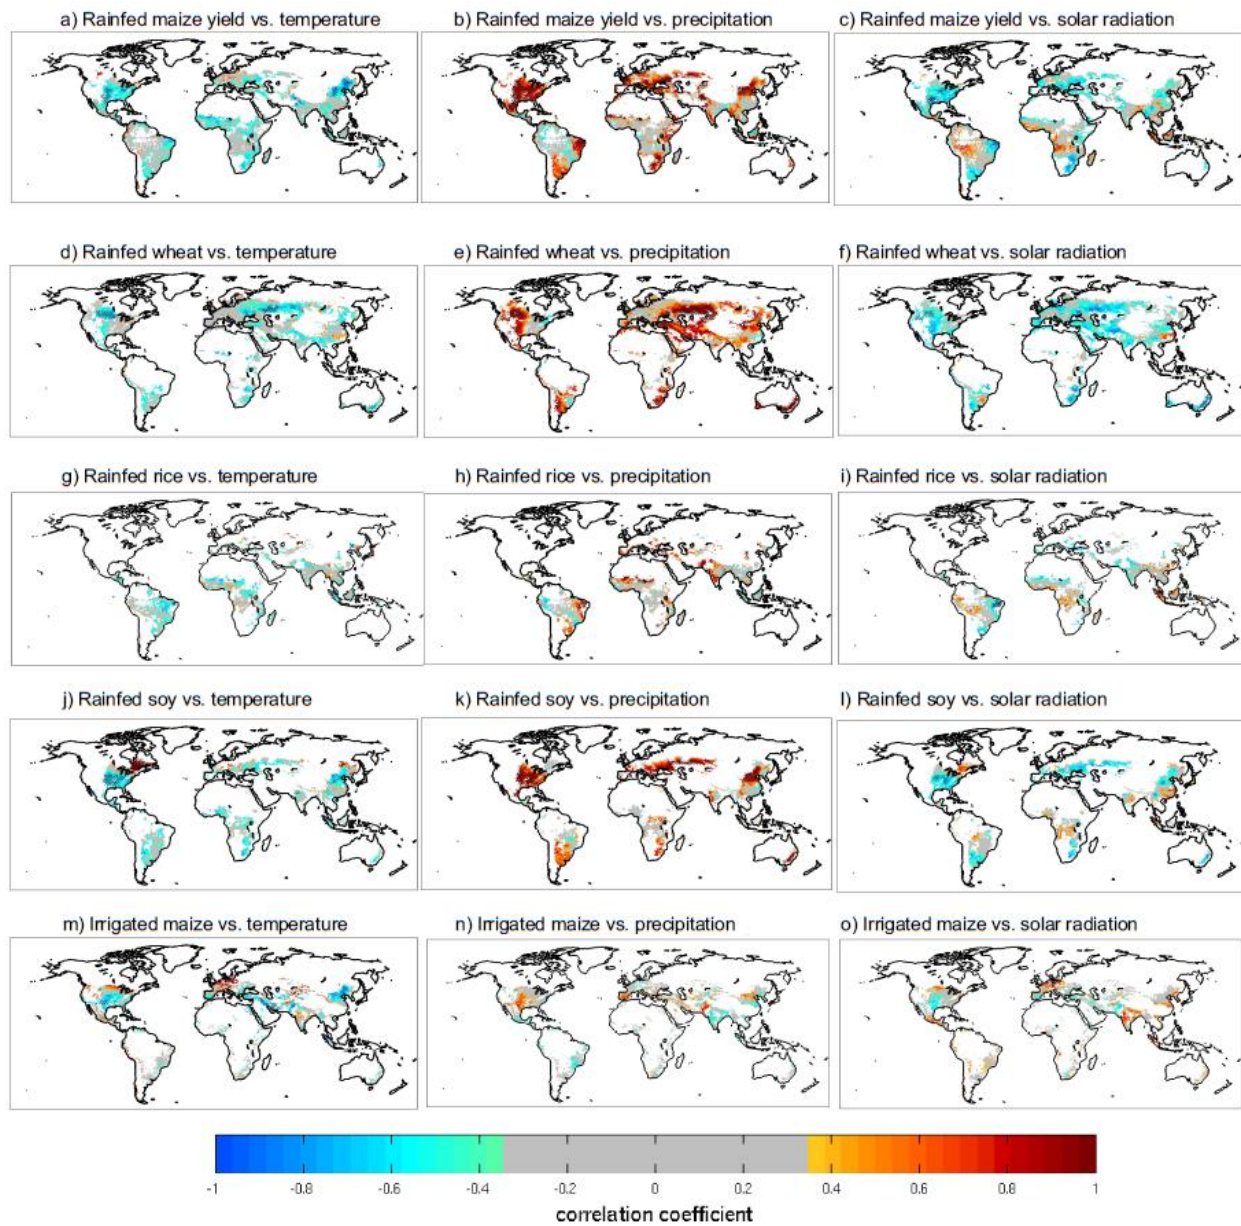 a) Rainfed maize yield vs. temperature
b) Rainfed maize yield vs. precipitation
c) Rainfed maize yield vs. solar radiation
d) Rainfed wheat vs. temperature
e) Rainfed wheat vs. precipitation
f) Rainfed wheat vs. solar radiation
g) Rainfed rice vs. temperature
h) Rainfed rice vs. precipitation
i) Rainfed rice vs. solar radiation
j) Rainfed soy vs. temperature
k) Rainfed soy vs. precipitation
l) Rainfed soy vs. solar radiation
m) Irrigated maize vs. temperature
n) Irrigated maize vs. precipitation
o) Irrigated maize vs. solar radiation
-1 -0.8 -0.6 -0.4 -0.2 0 0.2 0.4 0.6 0.8 1
correlation coefficient